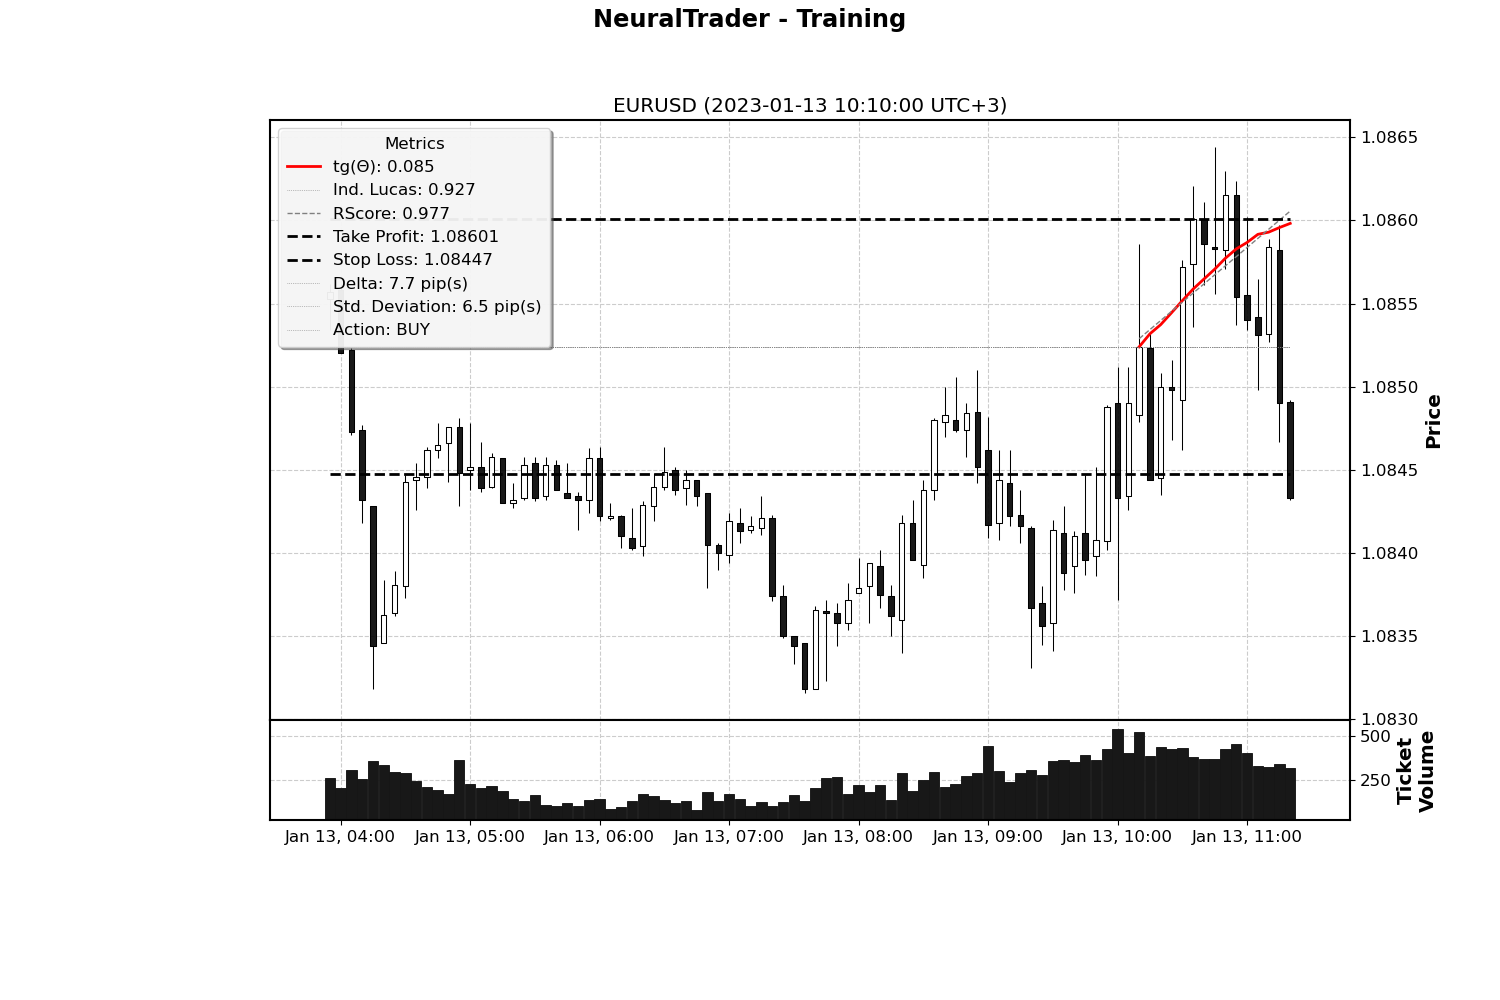 NeuralTrader - Training
EURUSD (2023-01-13 10:10:00 UTC+3)
Metrics
tg(Θ): 0.085
Ind. Lucas: 0.927
RScore: 0.977
Take Profit: 1.08601
Stop Loss: 1.08447
Delta: 7.7 pip(s)
Std. Deviation: 6.5 pip(s)
Action: BUY
1.0865
1.0860
1.0855
1.0850
1.0845
1.0840
1.0835
1.0830
Price
500
250
Ticket
Volume
Jan 13, 04:00 Jan 13, 05:00 Jan 13, 06:00 Jan 13, 07:00 Jan 13, 08:00 Jan 13, 09:00 Jan 13, 10:00 Jan 13, 11:00